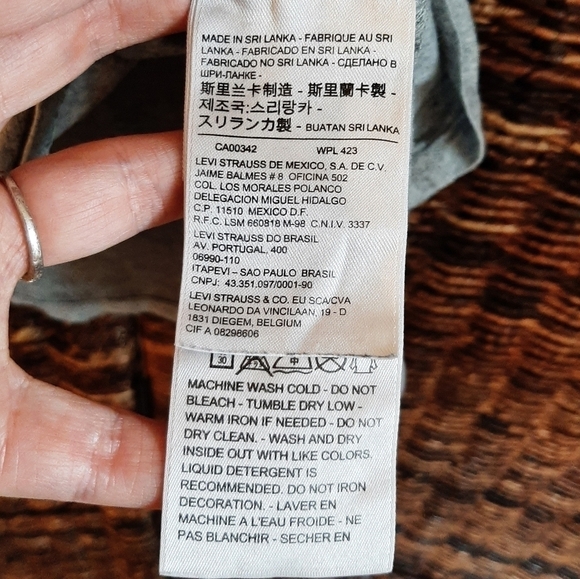 MADE IN SRI LANKA - FABRIQUE AU SRI
LANKA - FABRICADO EN SRI LANKA -
FABRICADO NO SRI LANKA - СДЕЛАНО В
ШРИ-ЛАНКЕ -
斯里兰卡制造 - 斯里蘭卡製 -
제조국:스리랑카 -
スリランカ製 - BUATAN SRI LANKA
CA00342 WPL 423
LEVI STRAUSS DE MEXICO, S.A. DE C.V.
JAIME BALMES # 8 OFICINA 502
COL. LOS MORALES POLANCO
DELEGACION MIGUEL HIDALGO
C.P. 11510 MEXICO D.F.
R.F.C. LSM 660818 M-98 C.N.I.V. 3337
LEVI STRAUSS DO BRASIL
AV. PORTUGAL, 400
06990-110
ITAPEVI – SAO PAULO BRASIL
CNPJ: 43.351.097/0001-90
LEVI STRAUSS & CO. EU SCA/CVA
LEONARDO DA VINCILAAN, 19 - D
1831 DIEGEM, BELGIUM
CIF A 08298606
30 中
MACHINE WASH COLD - DO NOT
BLEACH - TUMBLE DRY LOW -
WARM IRON IF NEEDED - DO NOT
DRY CLEAN. - WASH AND DRY
INSIDE OUT WITH LIKE COLORS.
LIQUID DETERGENT IS
RECOMMENDED. DO NOT IRON
DECORATION. - LAVER EN
MACHINE A L'EAU FROIDE - NE
PAS BLANCHIR - SECHER EN